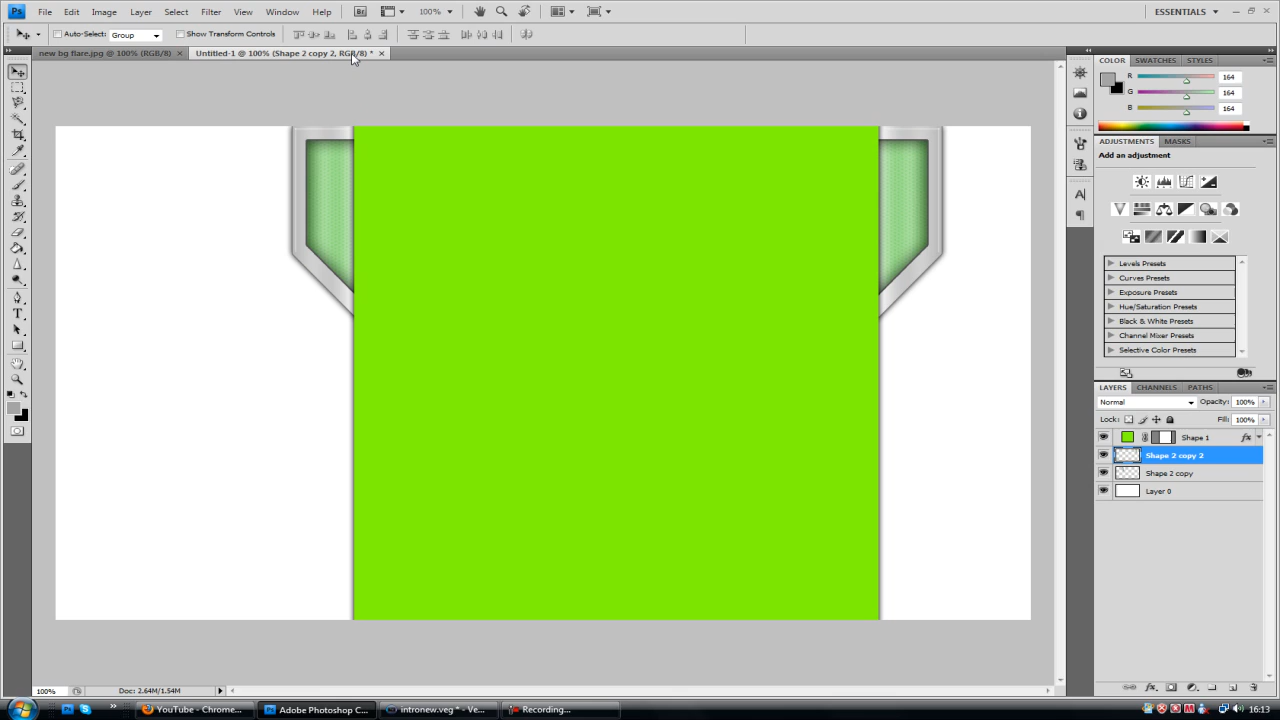 Ps File Edit Image Layer Select Filter View Window Help Br 100% ESSENTIALS
Auto-Select: Group Show Transform Controls
new bg flare.jpg @ 100% (RGB/8) Untitled-1 @ 100% (Shape 2 copy 2, RGB/8) *
COLOR SWATCHES STYLES
R 164
G 164
B 164
ADJUSTMENTS MASKS
Add an adjustment
Levels Presets
Curves Presets
Exposure Presets
Hue/Saturation Presets
Black & White Presets
Channel Mixer Presets
Selective Color Presets
LAYERS CHANNELS PATHS
Normal Opacity: 100%
Lock: Fill: 100%
Shape 1 fx
Shape 2 copy 2
Shape 2 copy
Layer 0
100% Doc: 2.64M/1.54M
YouTube - Chrome... Adobe Photoshop C... intronew.veg * - Ve... Recording... 16:13